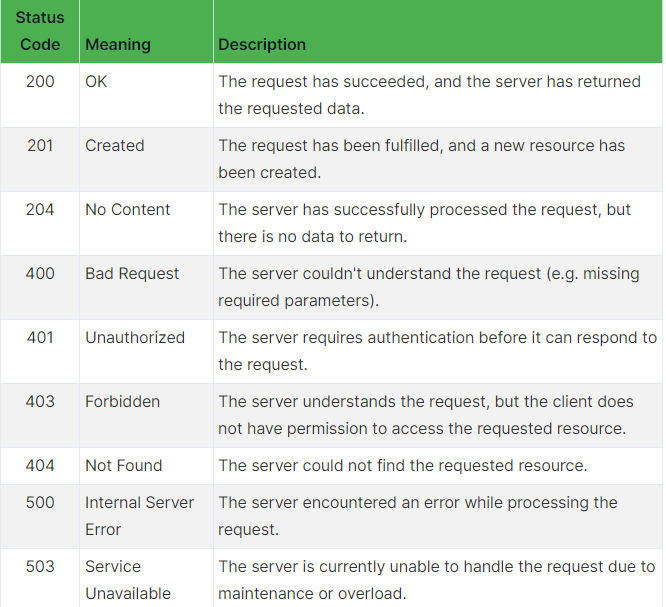 Status
Code Meaning Description
200 OK The request has succeeded, and the server has returned
the requested data.
201 Created The request has been fulfilled, and a new resource has
been created.
204 No Content The server has successfully processed the request, but
there is no data to return.
400 Bad Request The server couldn't understand the request (e.g. missing
required parameters).
401 Unauthorized The server requires authentication before it can respond to
the request.
403 Forbidden The server understands the request, but the client does
not have permission to access the requested resource.
404 Not Found The server could not find the requested resource.
500 Internal Server The server encountered an error while processing the
Error request.
503 Service The server is currently unable to handle the request due to
Unavailable maintenance or overload.